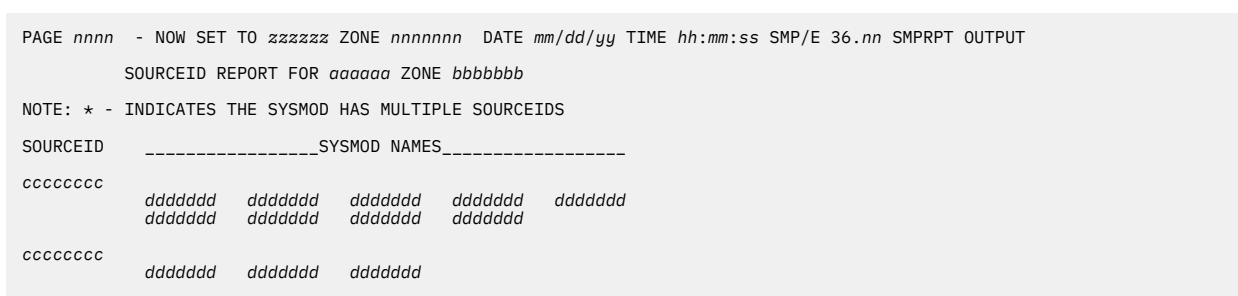 PAGE nnnn - NOW SET TO zzzzzz ZONE nnnnnnn DATE mm/dd/yy TIME hh:mm:ss SMP/E 36.nn SMPRPT OUTPUT
SOURCEID REPORT FOR aaaaaa ZONE bbbbbbb
NOTE: * - INDICATES THE SYSMOD HAS MULTIPLE SOURCEIDS
SOURCEID _________________SYSMOD NAMES__________________
cccccccc
ddddddd ddddddd ddddddd ddddddd ddddddd
ddddddd ddddddd ddddddd ddddddd
cccccccc
ddddddd ddddddd ddddddd